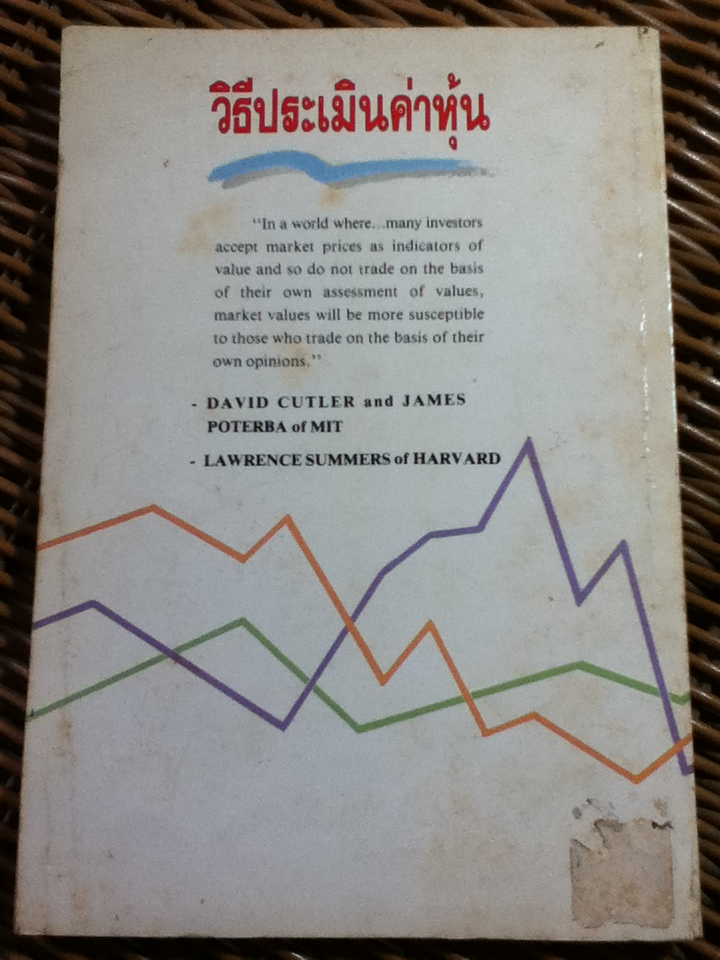 วิธีประเมินค่าหุ้น
“In a world where...many investors
accept market prices as indicators of
value and so do not trade on the basis
of their own assessment of values,
market values will be more susceptible
to those who trade on the basis of their
own opinions.”
- DAVID CUTLER and JAMES
POTERBA of MIT
- LAWRENCE SUMMERS of HARVARD